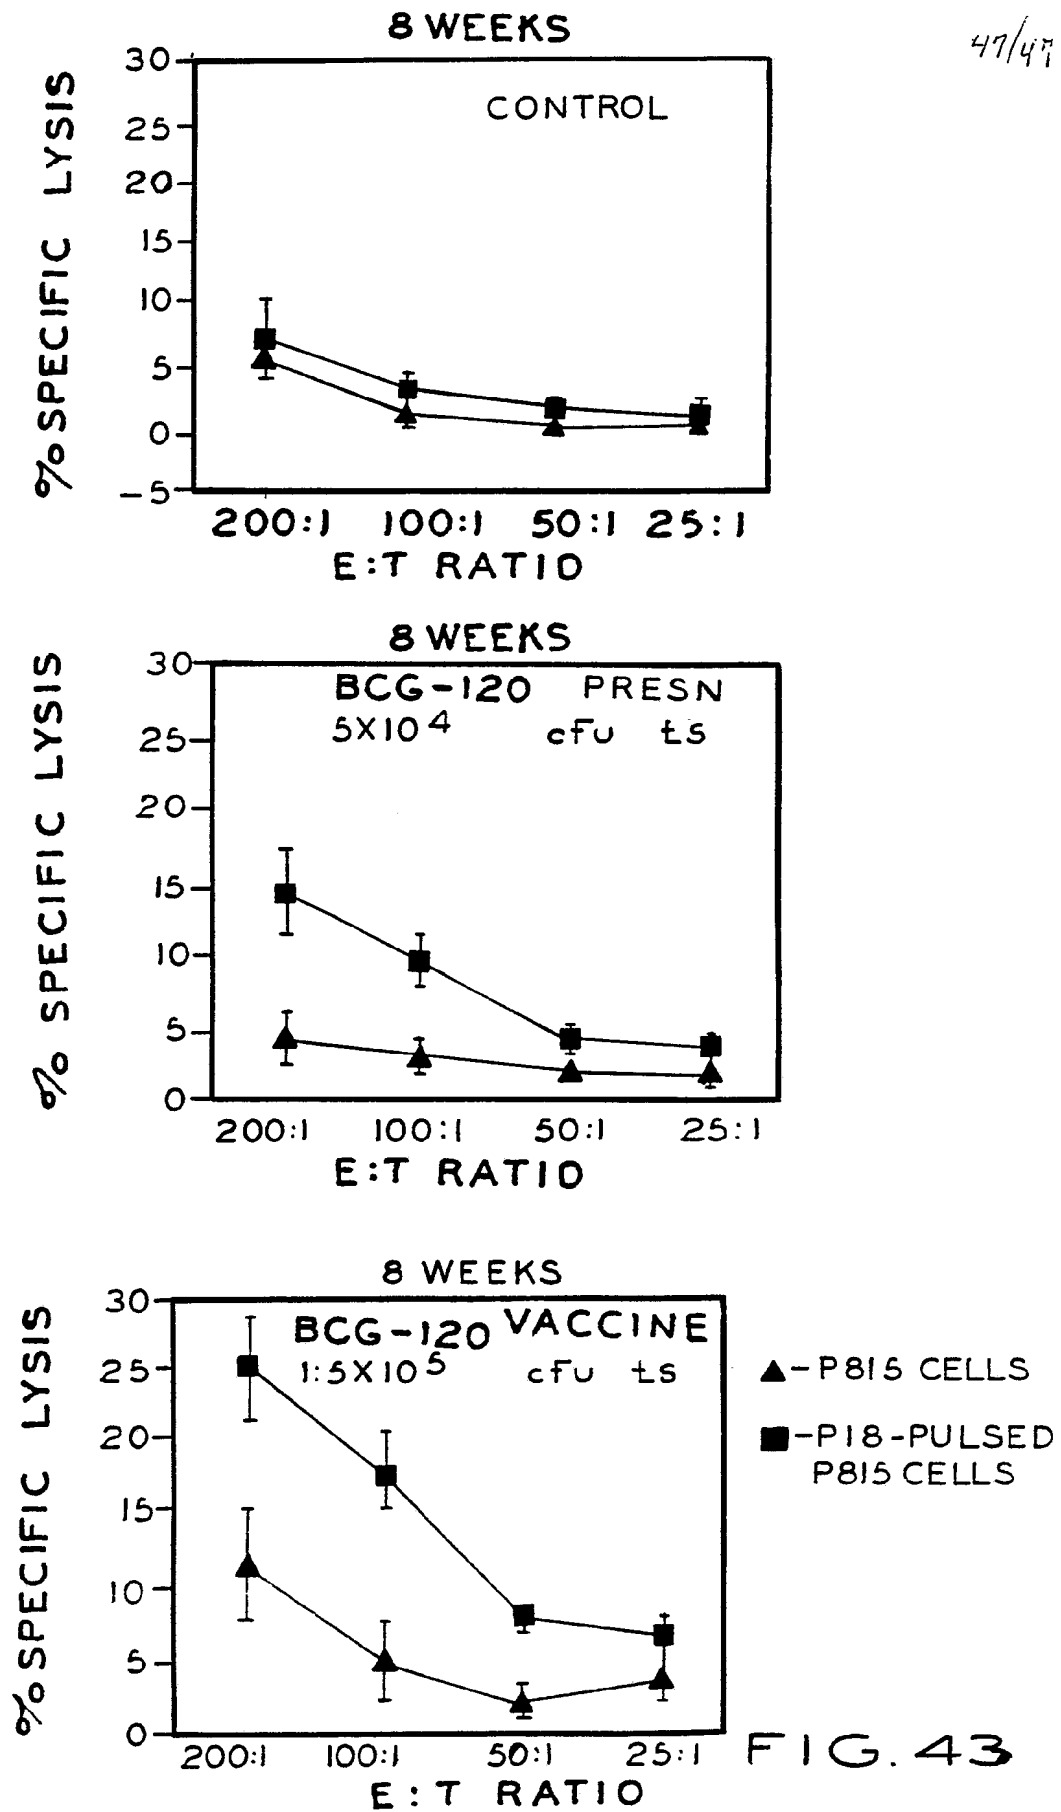 8 WEEKS
47/47
% SPECIFIC LYSIS
30
CONTROL
25
20
15
10
5
0
-5
200:1 100:1 50:1 25:1
E:T RATIO
8 WEEKS
% SPECIFIC LYSIS
30
BCG-120 PRESN
5X10^4 cfu ts
25
20
15
10
5
0
200:1 100:1 50:1 25:1
E:T RATIO
8 WEEKS
% SPECIFIC LYSIS
30
BCG-120 VACCINE
1:5X10^5 cfu ts
25
20
15
10
5
0
200:1 100:1 50:1 25:1
E:T RATIO
▲-P815 CELLS
■-P18-PULSED
P815 CELLS
FIG. 43